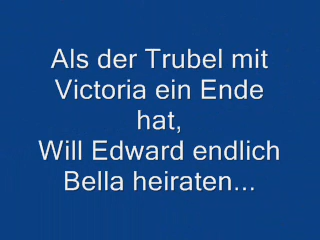 Als der Trubel mit
Victoria ein Ende
hat,
Will Edward endlich
Bella heiraten...